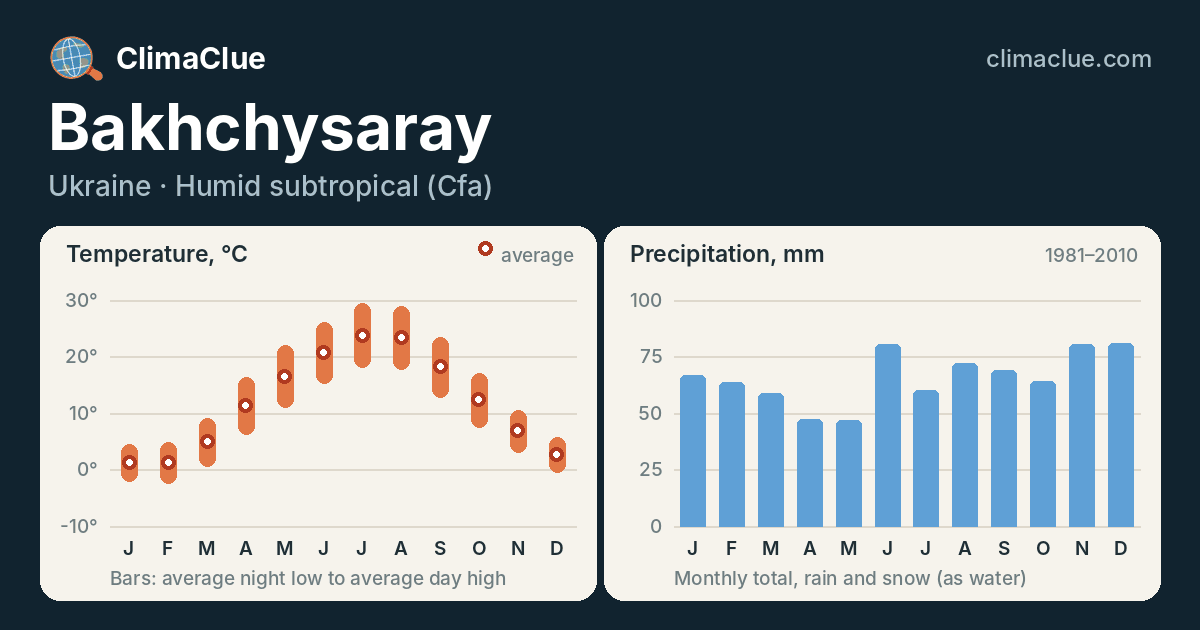 ClimaClue
climaclue.com
Bakhchysaray
Ukraine · Humid subtropical (Cfa)
Temperature, °C
average
30°
20°
10°
0°
-10°
J F M A M J J A S O N D
Bars: average night low to average day high
Precipitation, mm
1981–2010
100
75
50
25
0
J F M A M J J A S O N D
Monthly total, rain and snow (as water)